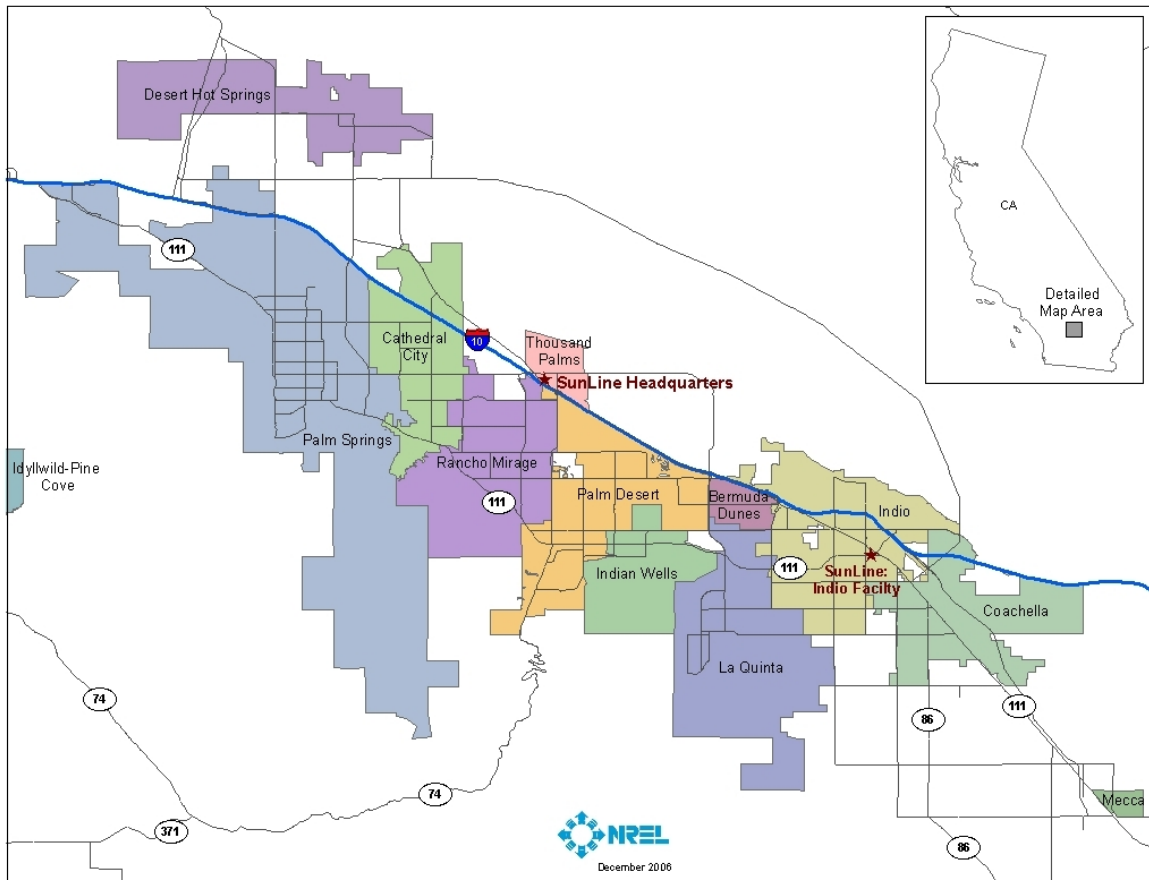 Desert Hot Springs
CA
Detailed
Map Area
111
10
Cathedral
City
Thousand
Palms
SunLine Headquarters
Palm Springs
Rancho Mirage
Idyllwild-Pine
Cove
111
Palm Desert
Bermuda
Dunes
Indio
111
SunLine:
Indio Facilty
Indian Wells
Coachella
La Quinta
74
86
111
74
371
Mecca
86
NREL
December 2006